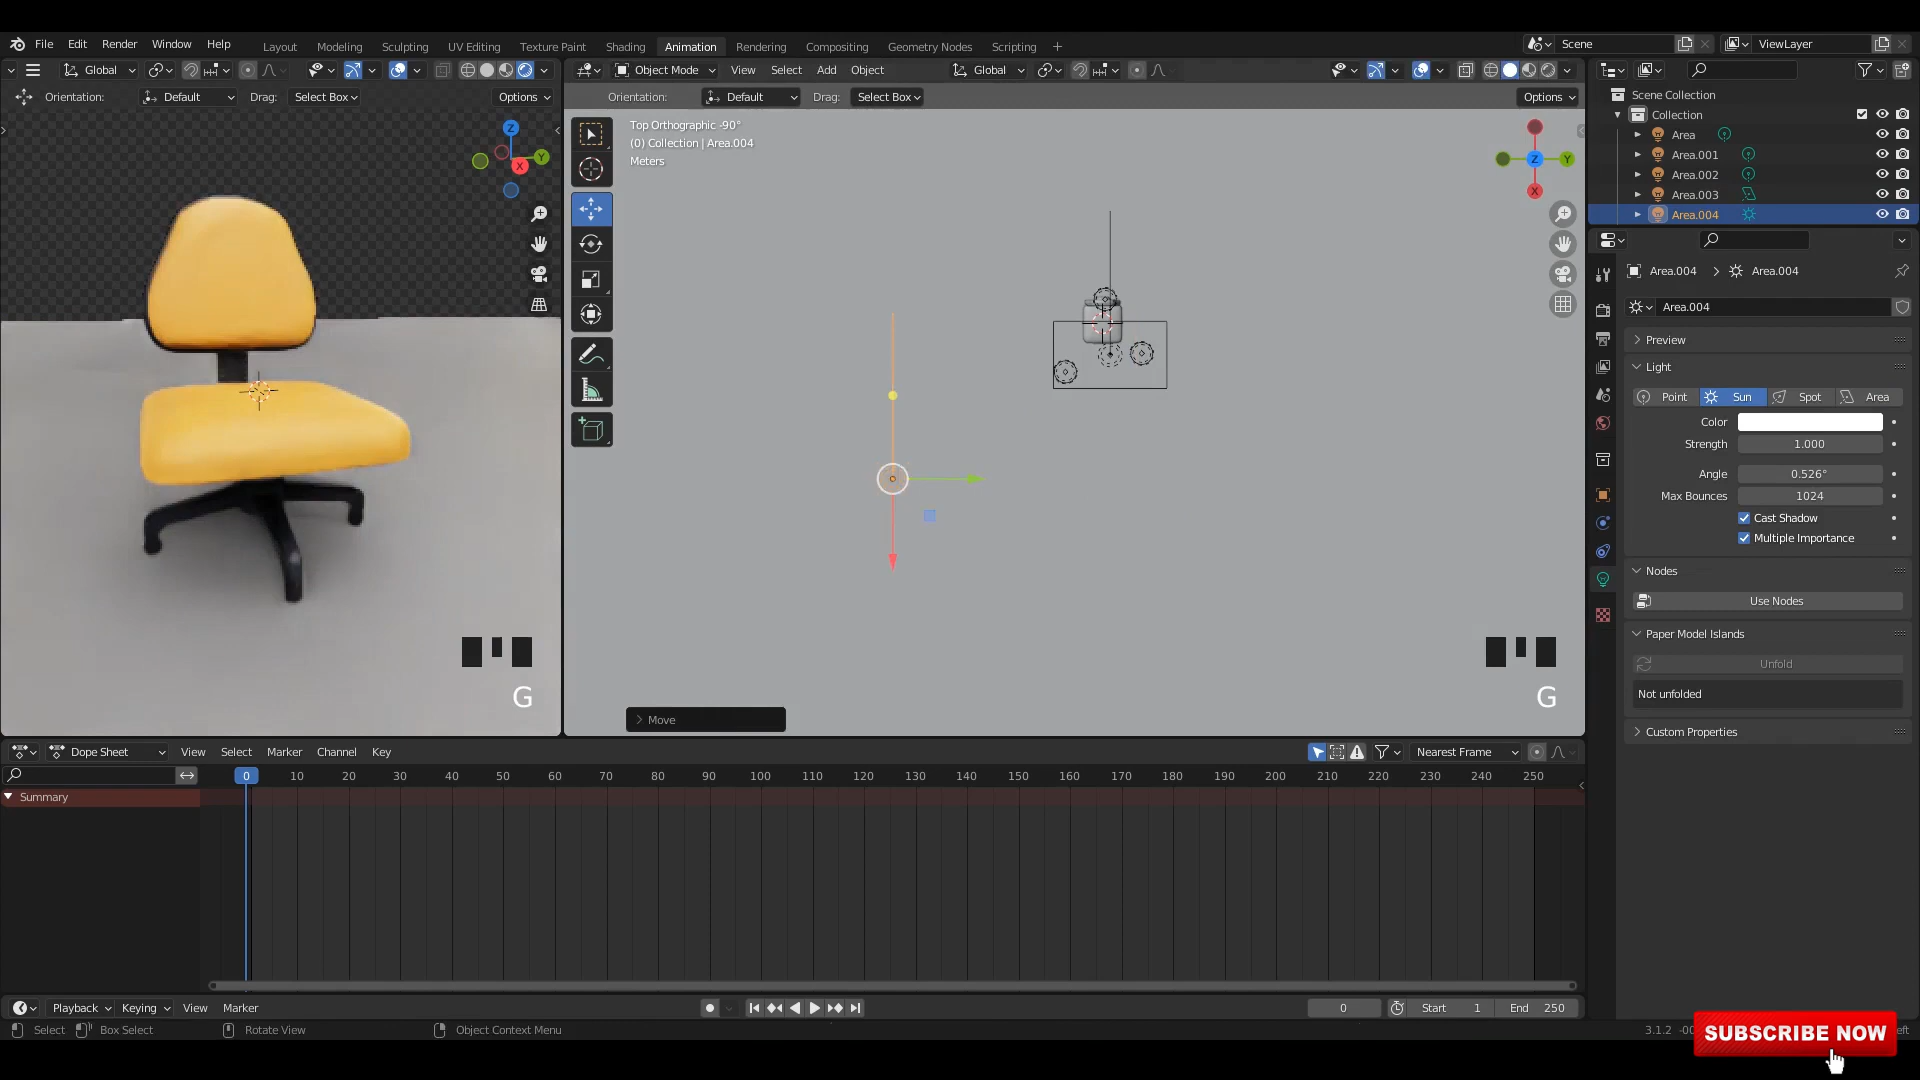 File Edit Render Window Help
Layout Modeling Sculpting UV Editing Texture Paint Shading Animation Rendering Compositing Geometry Nodes Scripting +
Scene
ViewLayer
Global
Object Mode View Select Add Object
Global
Orientation: Default Drag: Select Box Options
Orientation: Default Drag: Select Box Options
Top Orthographic -90°
(0) Collection | Area.004
Meters
Z
Y
X
Z
Y
X
G
G
Move
Scene Collection
Collection
Area
Area.001
Area.002
Area.003
Area.004
Area.004 > Area.004
Area.004
Preview
Light
Point Sun Spot Area
Color
Strength 1.000
Angle 0.526°
Max Bounces 1024
Cast Shadow
Multiple Importance
Nodes
Use Nodes
Paper Model Islands
Unfold
Not unfolded
Custom Properties
Dope Sheet View Select Marker Channel Key
Nearest Frame
0 10 20 30 40 50 60 70 80 90 100 110 120 130 140 150 160 170 180 190 200 210 220 230 240 250
Summary
Playback Keying View Marker
0 Start 1 End 250
Select Box Select Rotate View Object Context Menu
3.1.2
SUBSCRIBE NOW